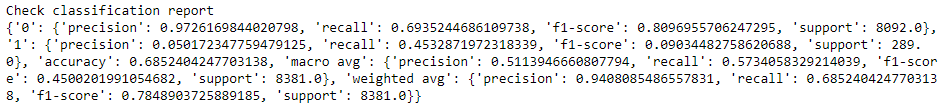 Check classification report
{'0': {'precision': 0.9726169844020798, 'recall': 0.6935244686109738, 'f1-score': 0.8096955706247295, 'support': 8092.0},
'1': {'precision': 0.050172347759479125, 'recall': 0.4532871972318339, 'f1-score': 0.09034482758620688, 'support': 289.
0}, 'accuracy': 0.6852404247703138, 'macro avg': {'precision': 0.5113946660807794, 'recall': 0.5734058329214039, 'f1-scor
e': 0.4500201991054682, 'support': 8381.0}, 'weighted avg': {'precision': 0.9408085486557831, 'recall': 0.685240424770313
8, 'f1-score': 0.7848903725889185, 'support': 8381.0}}